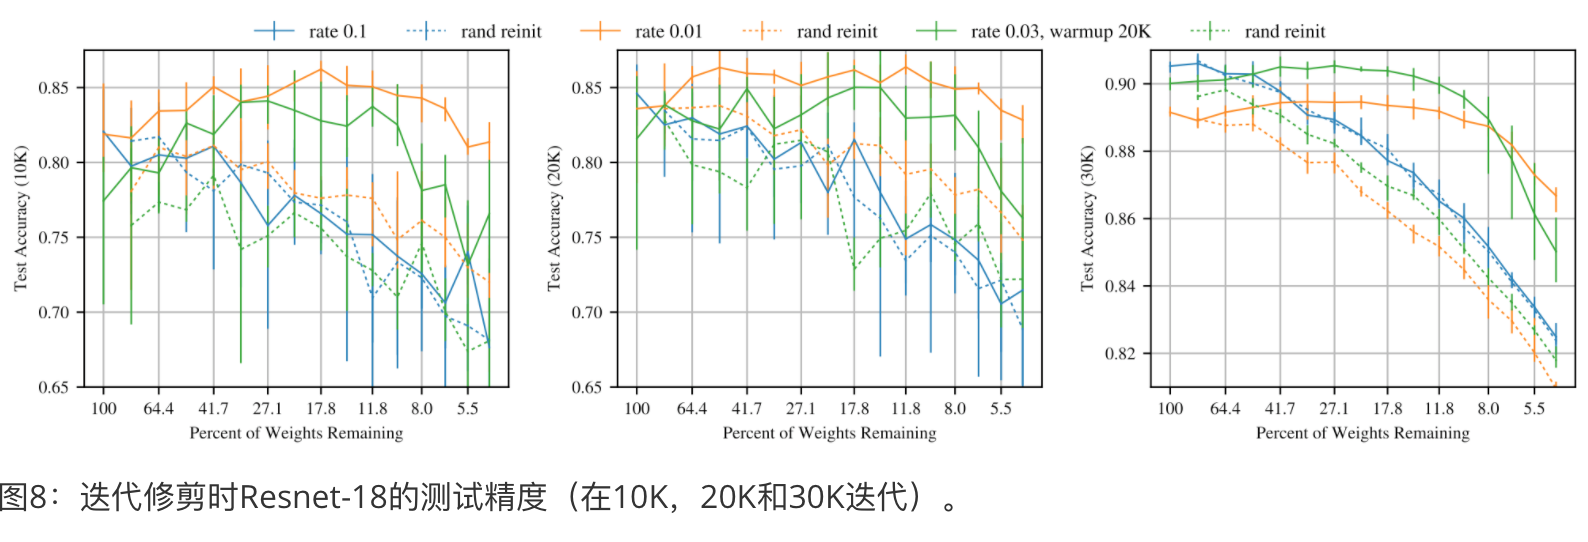 rate 0.1 rand reinit rate 0.01 rand reinit rate 0.03, warmup 20K rand reinit
Test Accuracy (10K)
0.85
0.80
0.75
0.70
0.65
100 64.4 41.7 27.1 17.8 11.8 8.0 5.5
Percent of Weights Remaining
Test Accuracy (20K)
0.85
0.80
0.75
0.70
0.65
100 64.4 41.7 27.1 17.8 11.8 8.0 5.5
Percent of Weights Remaining
Test Accuracy (30K)
0.90
0.88
0.86
0.84
0.82
100 64.4 41.7 27.1 17.8 11.8 8.0 5.5
Percent of Weights Remaining
图8：迭代修剪时Resnet-18的测试精度（在10K，20K和30K迭代）。